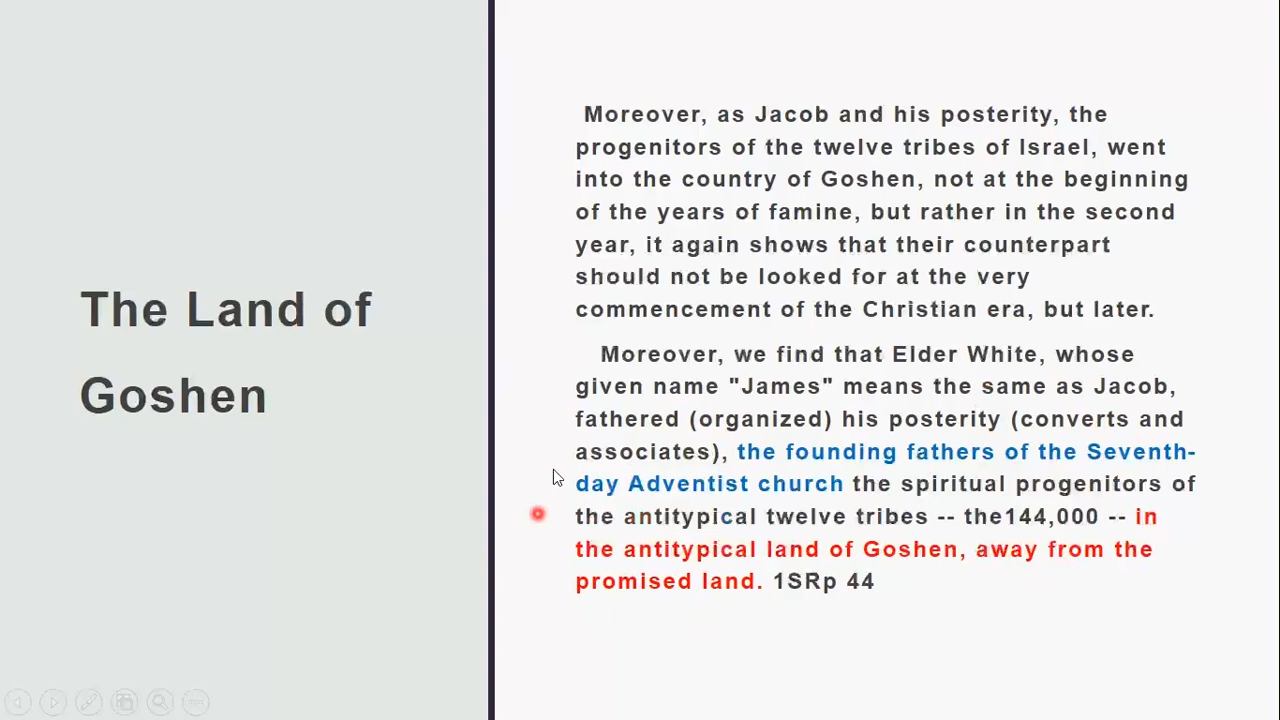 The Land of
Goshen
Moreover, as Jacob and his posterity, the
progenitors of the twelve tribes of Israel, went
into the country of Goshen, not at the beginning
of the years of famine, but rather in the second
year, it again shows that their counterpart
should not be looked for at the very
commencement of the Christian era, but later.
Moreover, we find that Elder White, whose
given name "James" means the same as Jacob,
fathered (organized) his posterity (converts and
associates), the founding fathers of the Seventh-
day Adventist church the spiritual progenitors of
the antitypical twelve tribes -- the144,000 -- in
the antitypical land of Goshen, away from the
promised land. 1SRp 44